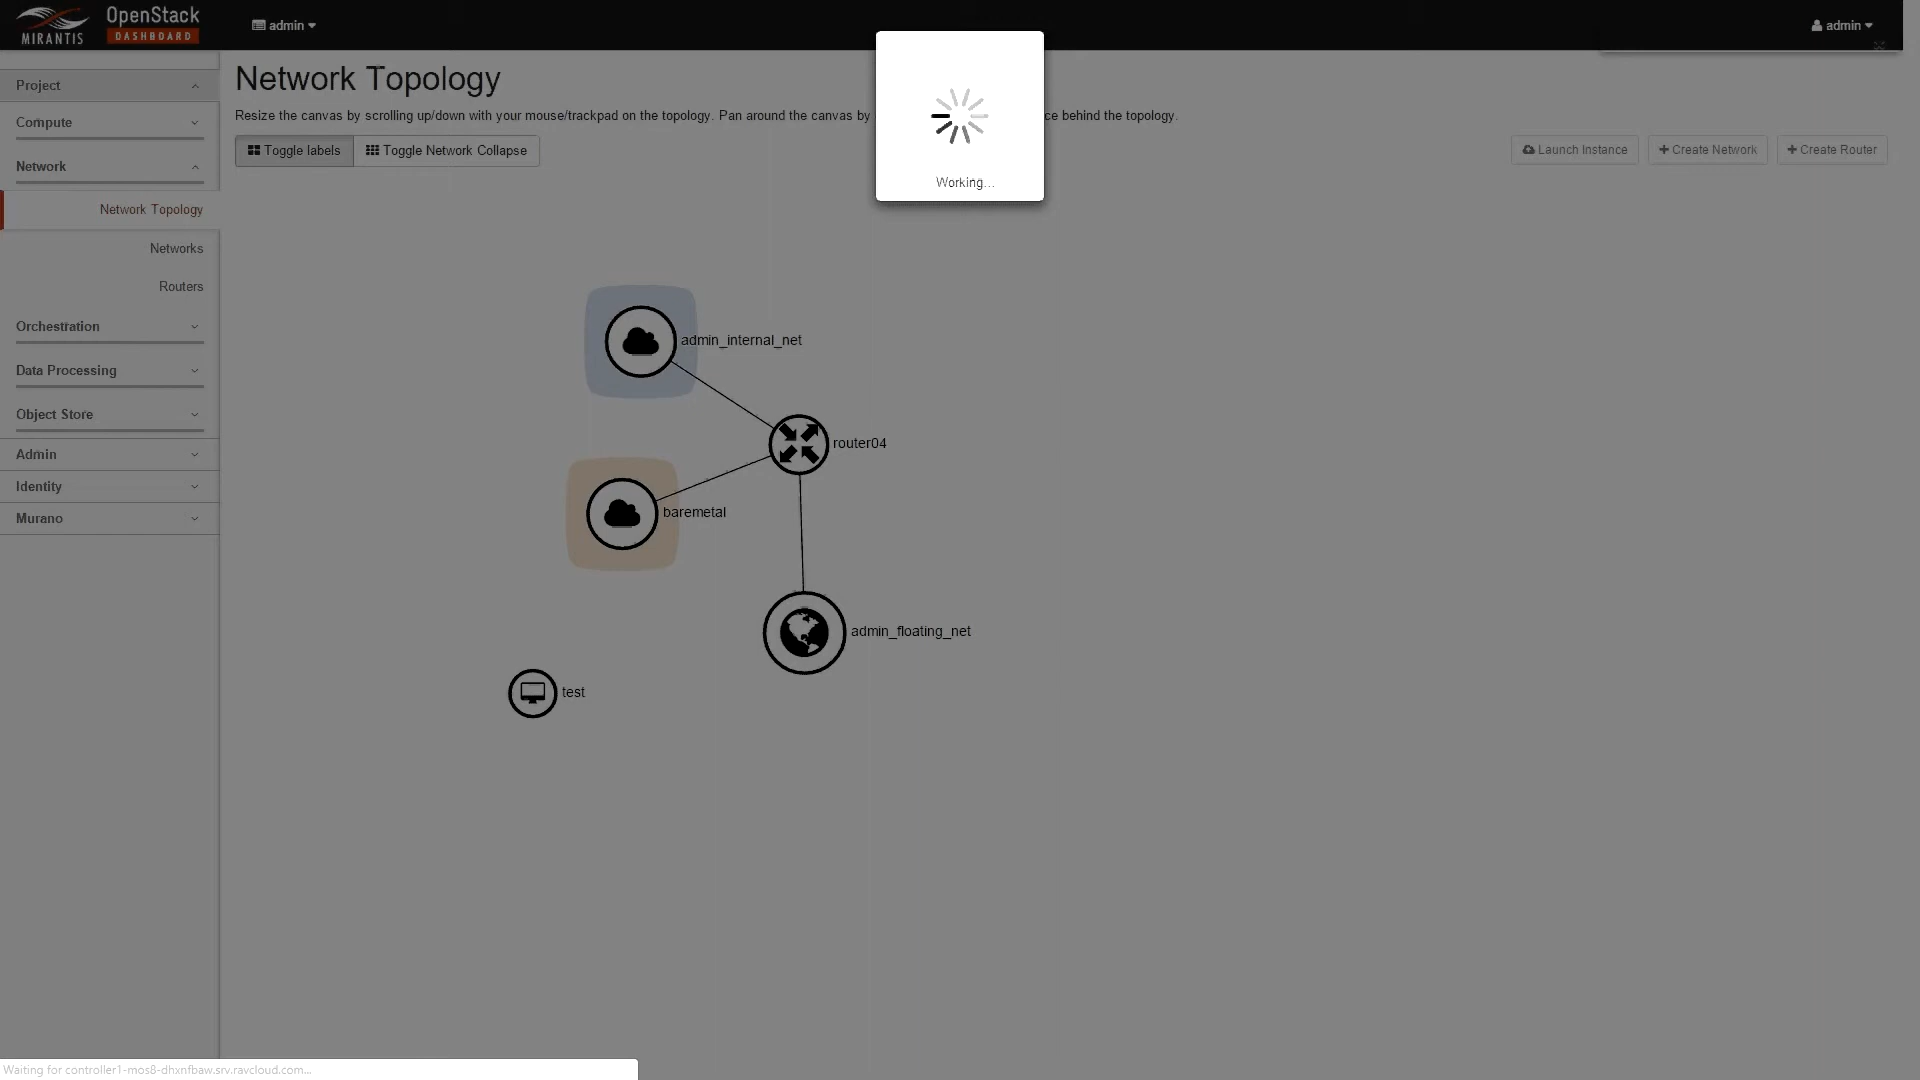 MIRANTIS
OpenStack
DASHBOARD
admin
admin
Project
Compute
Network
Network Topology
Networks
Routers
Orchestration
Data Processing
Object Store
Admin
Identity
Murano
Network Topology
Resize the canvas by scrolling up/down with your mouse/trackpad on the topology. Pan around the canvas by ce behind the topology.
Toggle labels
Toggle Network Collapse
Launch Instance
Create Network
Create Router
Working...
admin_internal_net
router04
baremetal
admin_floating_net
test
Waiting for controller1-mos8-dhxnfbaw.srv.ravcloud.com...